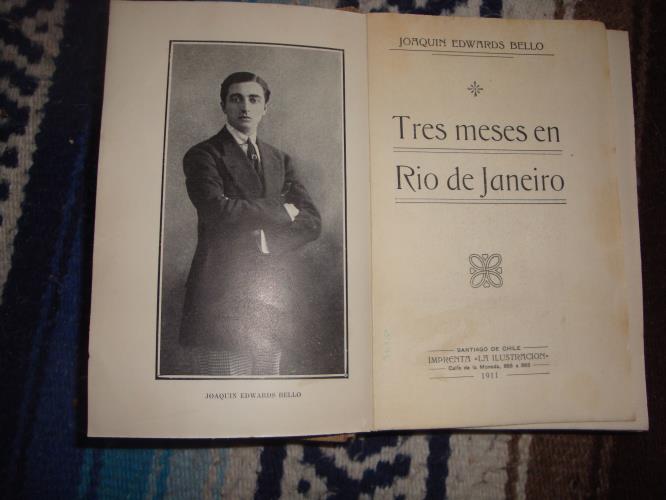 JOAQUIN EDWARDS BELLO
JOAQUIN EDWARDS BELLO
Tres meses en
Rio de Janeiro
SANTIAGO DE CHILE
IMPRENTA «LA ILUSTRACION»
Calle de la Moneda,
1911